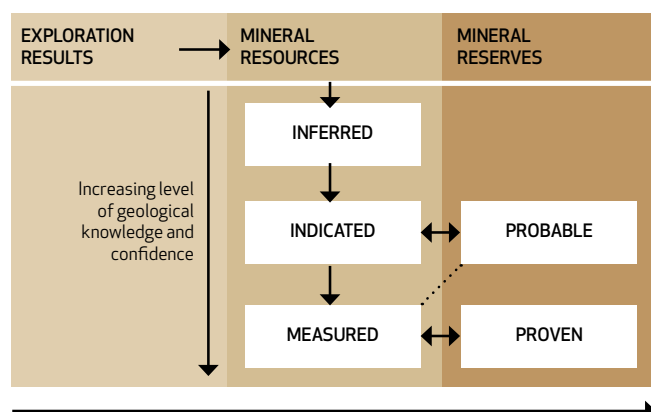 EXPLORATION
RESULTS
MINERAL
RESOURCES
MINERAL
RESERVES
INFERRED
Increasing level
of geological
knowledge and
confidence
INDICATED
PROBABLE
MEASURED
PROVEN